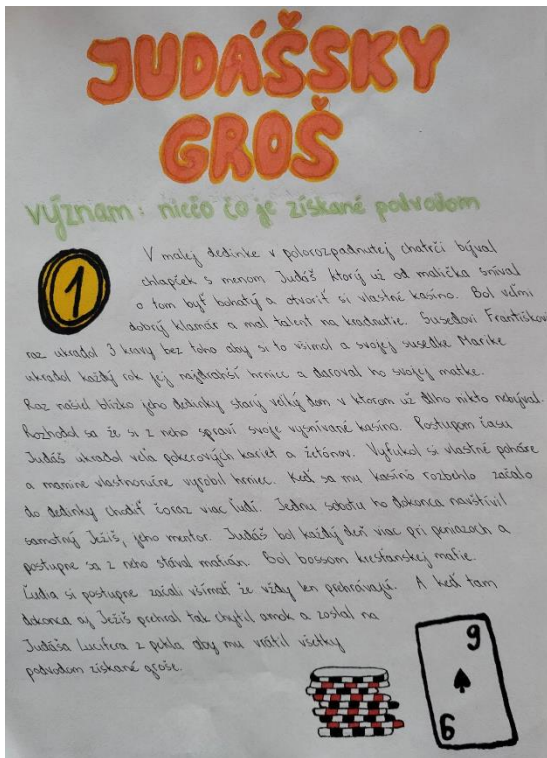 JUDÁŠSKY
GROŠ
význam: niečo čo je získané podvodom
1
V malej dedinke v polorozpadnutej chatrči býval
chlapček s menom Judáš ktorý už od malička sníval
o tom byť bohatý a otvoriť si vlastné kasíno. Bol veľmi
dobrý klamár a mal talent na kradnutie. Susedovi Františkovi
raz ukradol 3 kravy bez toho aby si to všimol a svojej susedke Marike
ukradol každý rok jej najdrahší hrniec a daroval ho svojej matke.
Raz našiel blízko jeho dedinky starý veľký dom v ktorom už dlho nikto nebýval.
Rozhodol sa že si z neho spraví svoje vysnívané kasíno. Postupom času
Judáš ukradol veľa pokerových kariet a žetónov. Vyfúkol si vlastné poháre
a mamine vlastnoručne vyrobil hrniec. Keď sa mu kasíno rozbehlo začalo
do dedinky chodiť čoraz viac ľudí. Jednu sobotu ho dokonca navštívil
samotný Ježiš, jeho mentor. Judáš bol každý deň viac pri peniazoch a
postupne sa z neho stával mafián. Bol bossom kresťanskej mafie.
Ľudia si postupne začali všímať že vždy len prehrávajú. A keď tam
dokonca aj Ježiš prehral tak chytil amok a zoslal na
Judáša Lucifera z pekla aby mu vrátil všetky
podvodom získané groše.
9
9